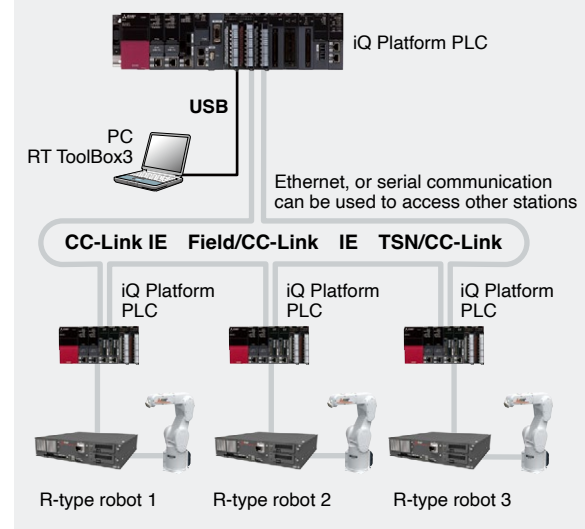 iQ Platform PLC
USB
PC
RT ToolBox3
Ethernet, or serial communication
can be used to access other stations
CC-Link IE Field/CC-Link IE TSN/CC-Link
iQ Platform
PLC
iQ Platform
PLC
iQ Platform
PLC
R-type robot 1
R-type robot 2
R-type robot 3